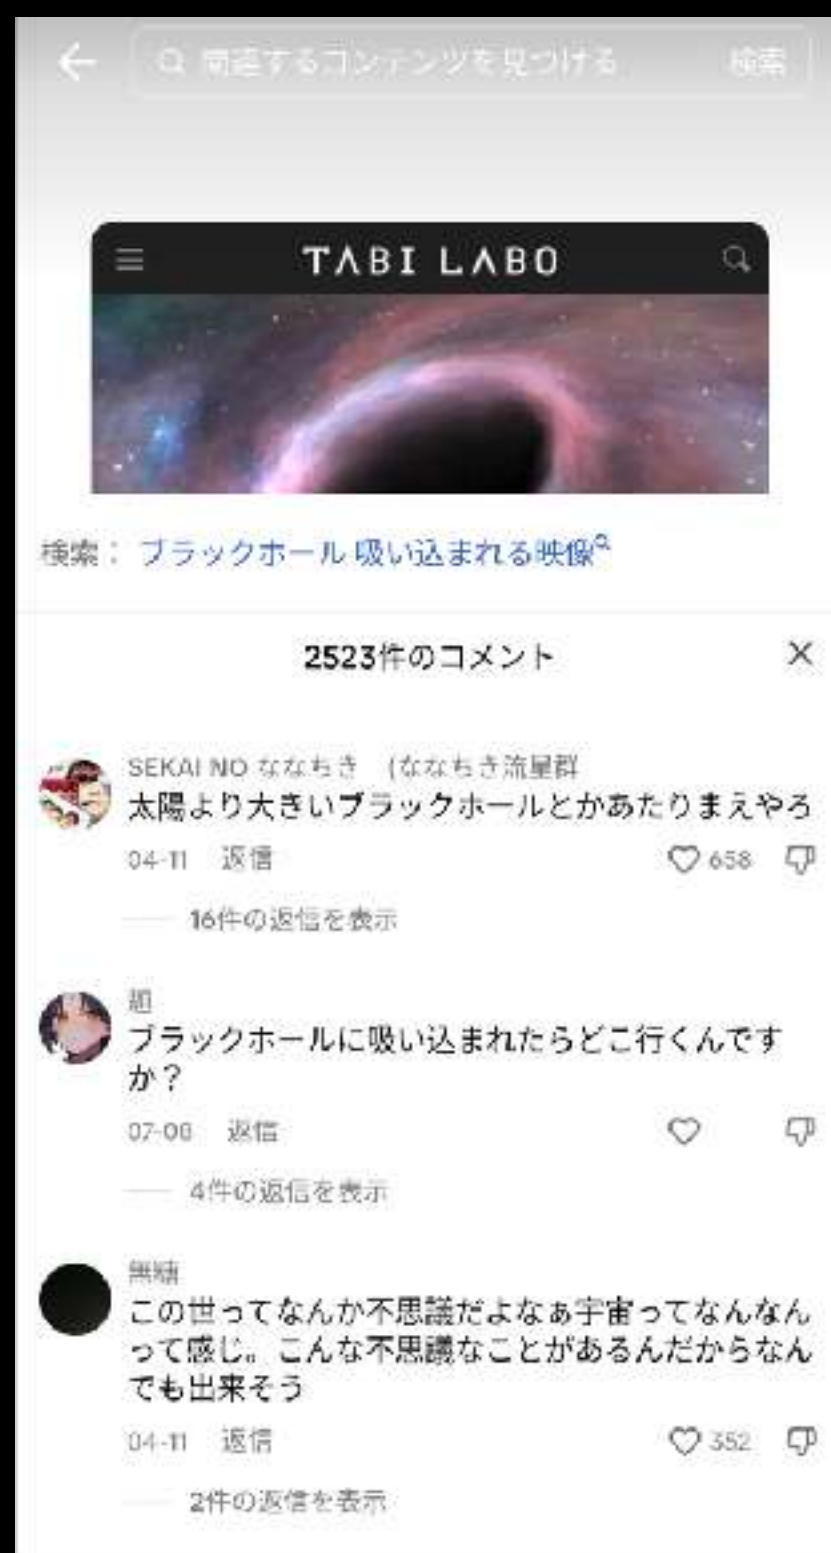 関連するコンテンツを見つける 検索
TABI LABO
検索： ブラックホール 吸い込まれる映像
2523件のコメント
SEKAI NO ななちき (ななちき流星群
太陽より大きいブラックホールとかあたりまえやろ
04-11 返信 658
16件の返信を表示
ブラックホールに吸い込まれたらどこ行くんです
か？
返信
4件の返信を表示
無糖
この世ってなんか不思議だよなぁ宇宙ってなんなん
って感じ。こんな不思議なことがあるんだからなん
でも出来そう
04-11 返信 352
2件の返信を表示